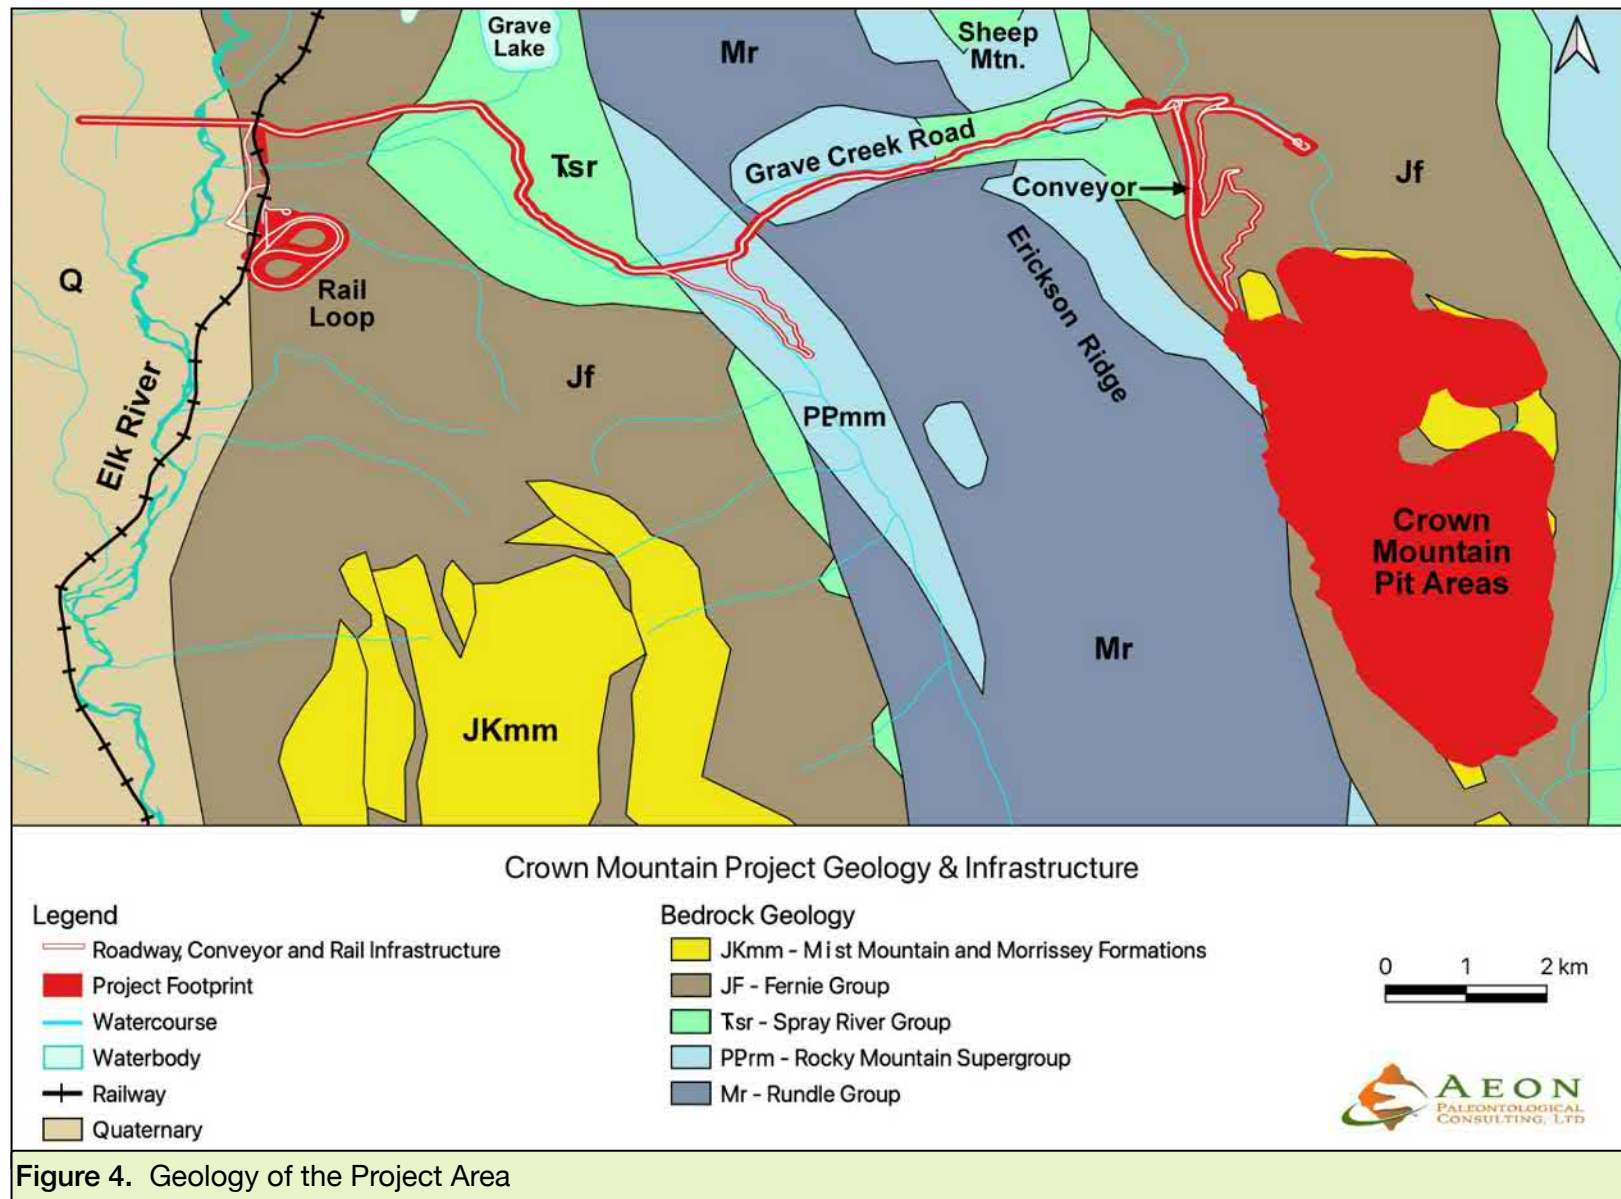 Grave
Lake
Mr
Sheep
Mtn.
Grave Creek Road
Ŧsr
Conveyor
Jf
Q
Rail
Loop
Erickson Ridge
Elk River
Jf
PPmm
Crown
Mountain
Pit Areas
Mr
JKmm
Crown Mountain Project Geology & Infrastructure
Legend
Roadway, Conveyor and Rail Infrastructure
Project Footprint
Watercourse
Waterbody
Railway
Quaternary
Bedrock Geology
JKmm - Mist Mountain and Morrissey Formations
JF - Fernie Group
Ŧsr - Spray River Group
PPrm - Rocky Mountain Supergroup
Mr - Rundle Group
0 1 2 km
AEON
PALEONTOLOGICAL
CONSULTING, LTD
Figure 4. Geology of the Project Area